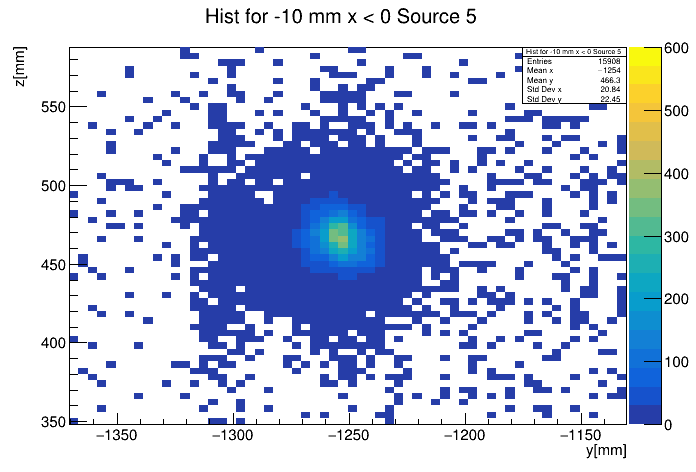 Hist for -10 mm x < 0 Source 5
z[mm]
Hist for -10 mm x < 0 Source 5
Entries 15908
Mean x −1254
Mean y 466.3
Std Dev x 20.84
Std Dev y 22.45
550
500
450
400
350
−1350 −1300 −1250 −1200 −1150
y[mm]
600
500
400
300
200
100
0